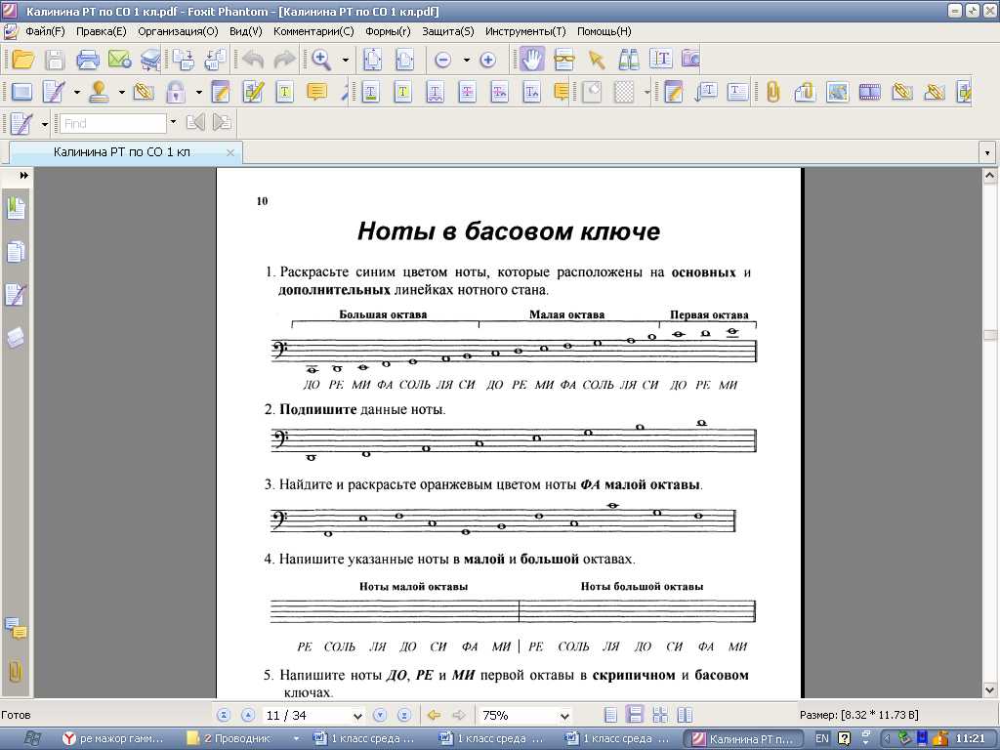 Калинина РТ по СО 1 кл.pdf - Foxit Phantom - [Калинина РТ по СО 1 кл.pdf]
Файл(F) Правка(E) Организация(O) Вид(V) Комментарии(C) Формы(r) Защита(S) Инструменты(T) Помощь(H)
Find
Калинина РТ по СО 1 кл
10
Ноты в басовом ключе
1. Раскрасьте синим цветом ноты, которые расположены на основных и
дополнительных линейках нотного стана.
Большая октава Малая октава Первая октава
ДО РЕ МИ ФА СОЛЬ ЛЯ СИ ДО РЕ МИ ФА СОЛЬ ЛЯ СИ ДО РЕ МИ
2. Подпишите данные ноты.
3. Найдите и раскрасьте оранжевым цветом ноты ФА малой октавы.
4. Напишите указанные ноты в малой и большой октавах.
Ноты малой октавы Ноты большой октавы
РЕ СОЛЬ ЛЯ ДО СИ ФА МИ | РЕ СОЛЬ ЛЯ ДО СИ ФА МИ
5. Напишите ноты ДО, РЕ и МИ первой октавы в скрипичном и басовом
ключах.
Готов 11 / 34 75% Размер: [8.32 * 11.73 В]
ре мажор гамм... 2 Проводник 1 класс среда ... 1 класс среда ... 1 класс среда ... Калинина РТ п... EN 11:21